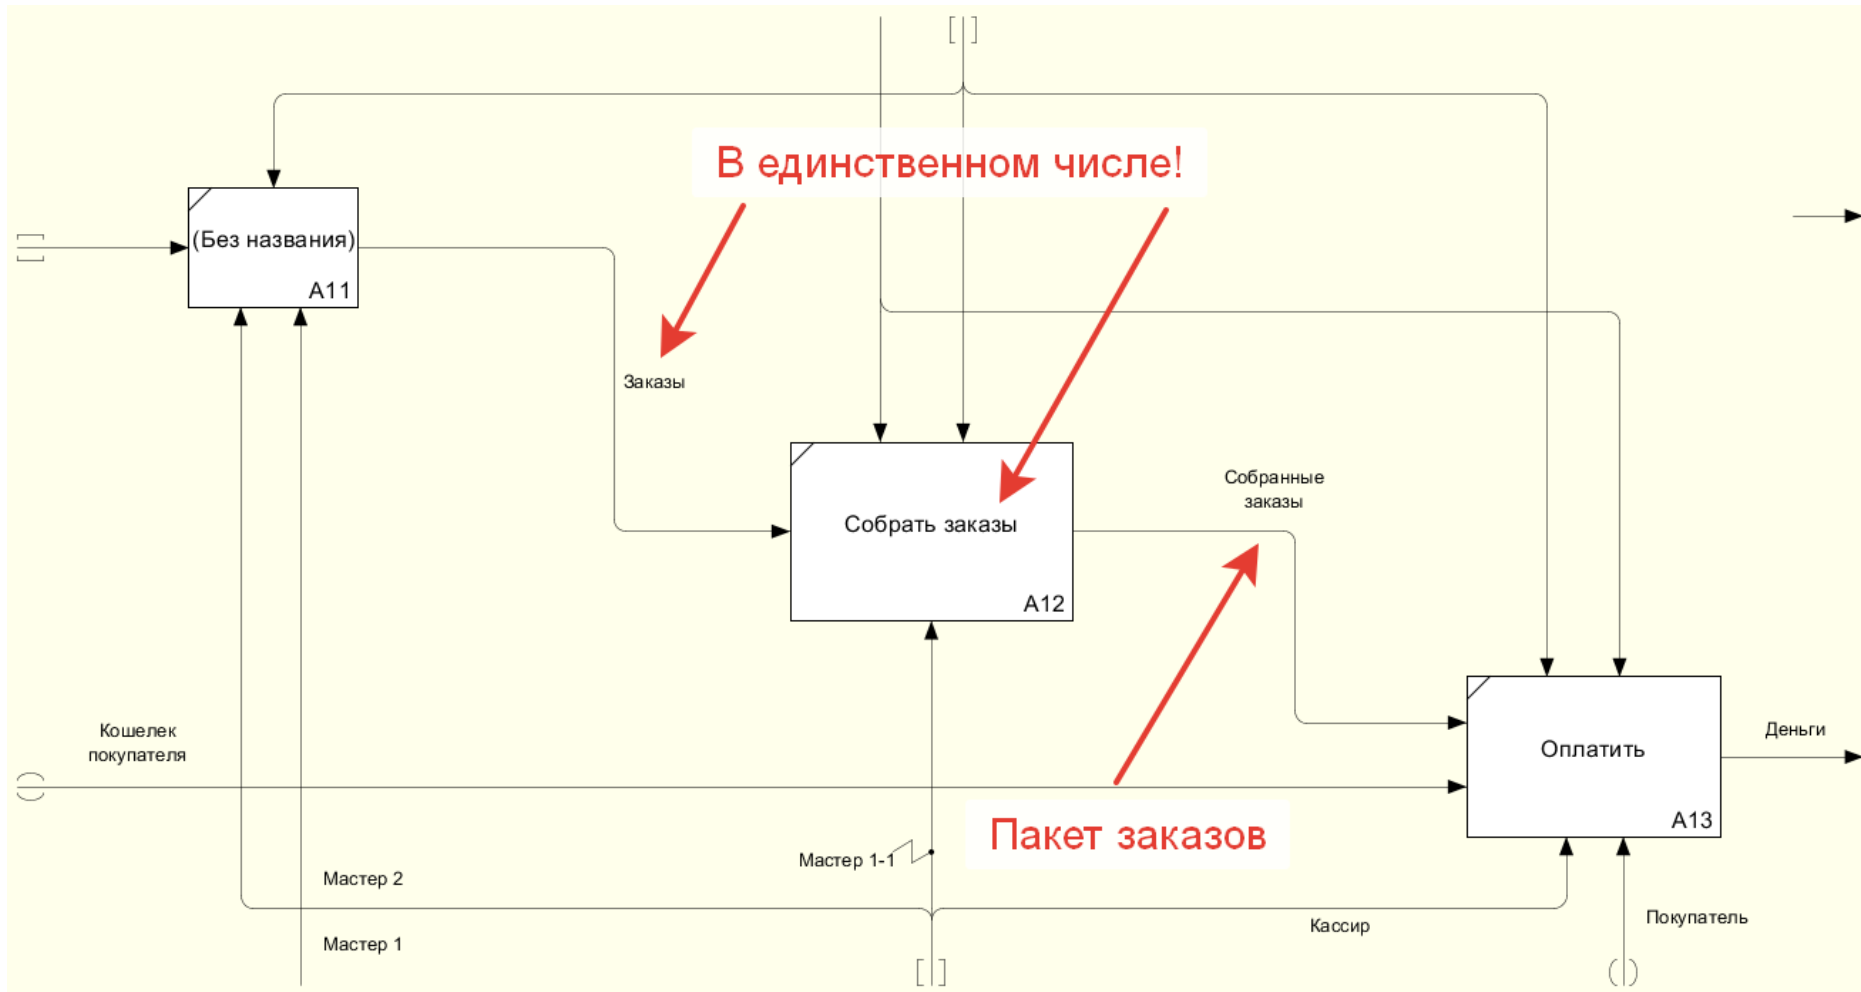 В единственном числе!
(Без названия)
A11
Заказы
Собрать заказы
A12
Собранные
заказы
Кошелек
покупателя
Оплатить
A13
Деньги
Пакет заказов
Мастер 1-1
Мастер 2
Кассир
Покупатель
Мастер 1